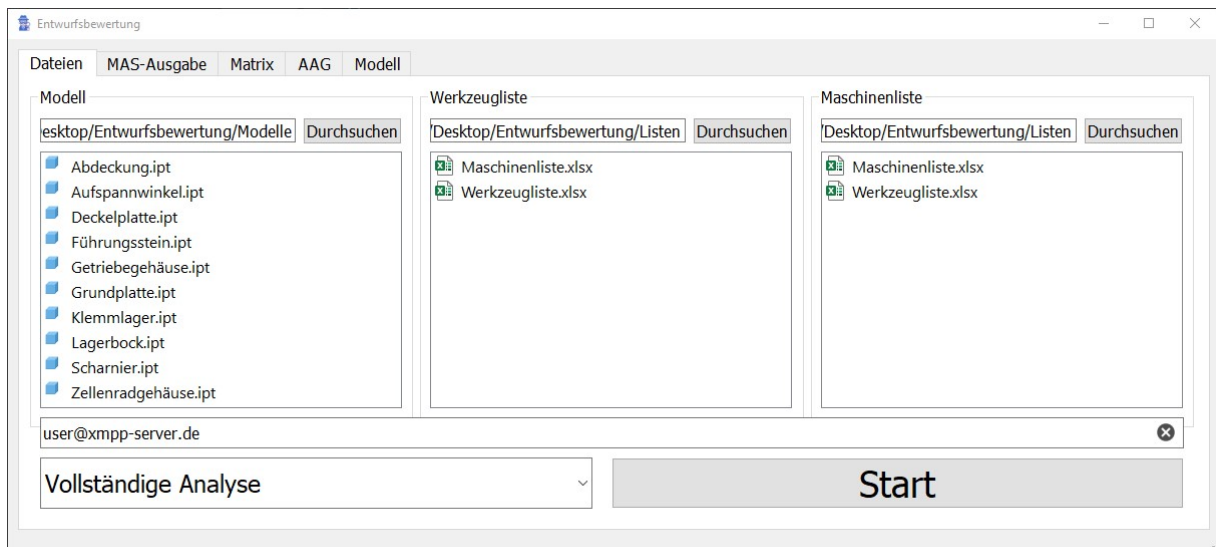 Entwurfsbewertung
Dateien MAS-Ausgabe Matrix AAG Modell
Modell
esktop/Entwurfsbewertung/Modelle Durchsuchen
Abdeckung.ipt
Aufspannwinkel.ipt
Deckelplatte.ipt
Führungsstein.ipt
Getriebegehäuse.ipt
Grundplatte.ipt
Klemmlager.ipt
Lagerbock.ipt
Scharnier.ipt
Zellenradgehäuse.ipt
Werkzeugliste
/Desktop/Entwurfsbewertung/Listen Durchsuchen
Maschinenliste.xlsx
Werkzeugliste.xlsx
Maschinenliste
/Desktop/Entwurfsbewertung/Listen Durchsuchen
Maschinenliste.xlsx
Werkzeugliste.xlsx
user@xmpp-server.de
Vollständige Analyse
Start